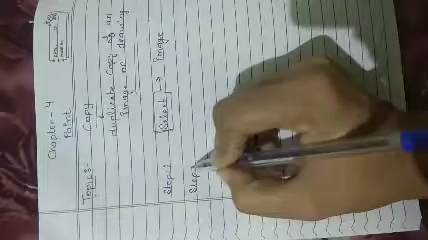 Chapter - 4
Paint
Topic :- Copy
duplicate copy of an
Image or drawing
Step-1 Select → Image
Step-